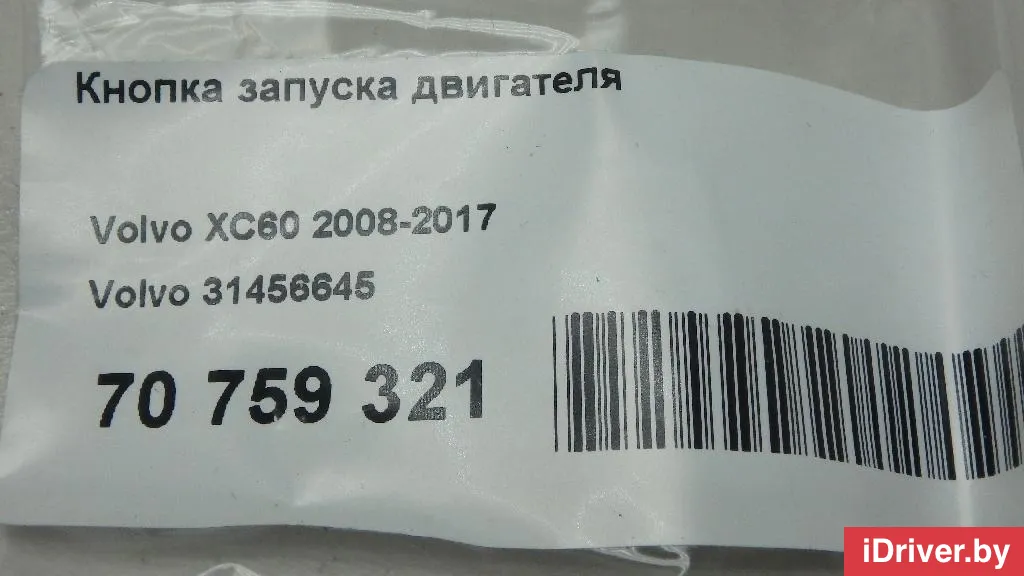 Кнопка запуска двигателя
Volvo XC60 2008-2017
Volvo 31456645
70 759 321
iDriver.by